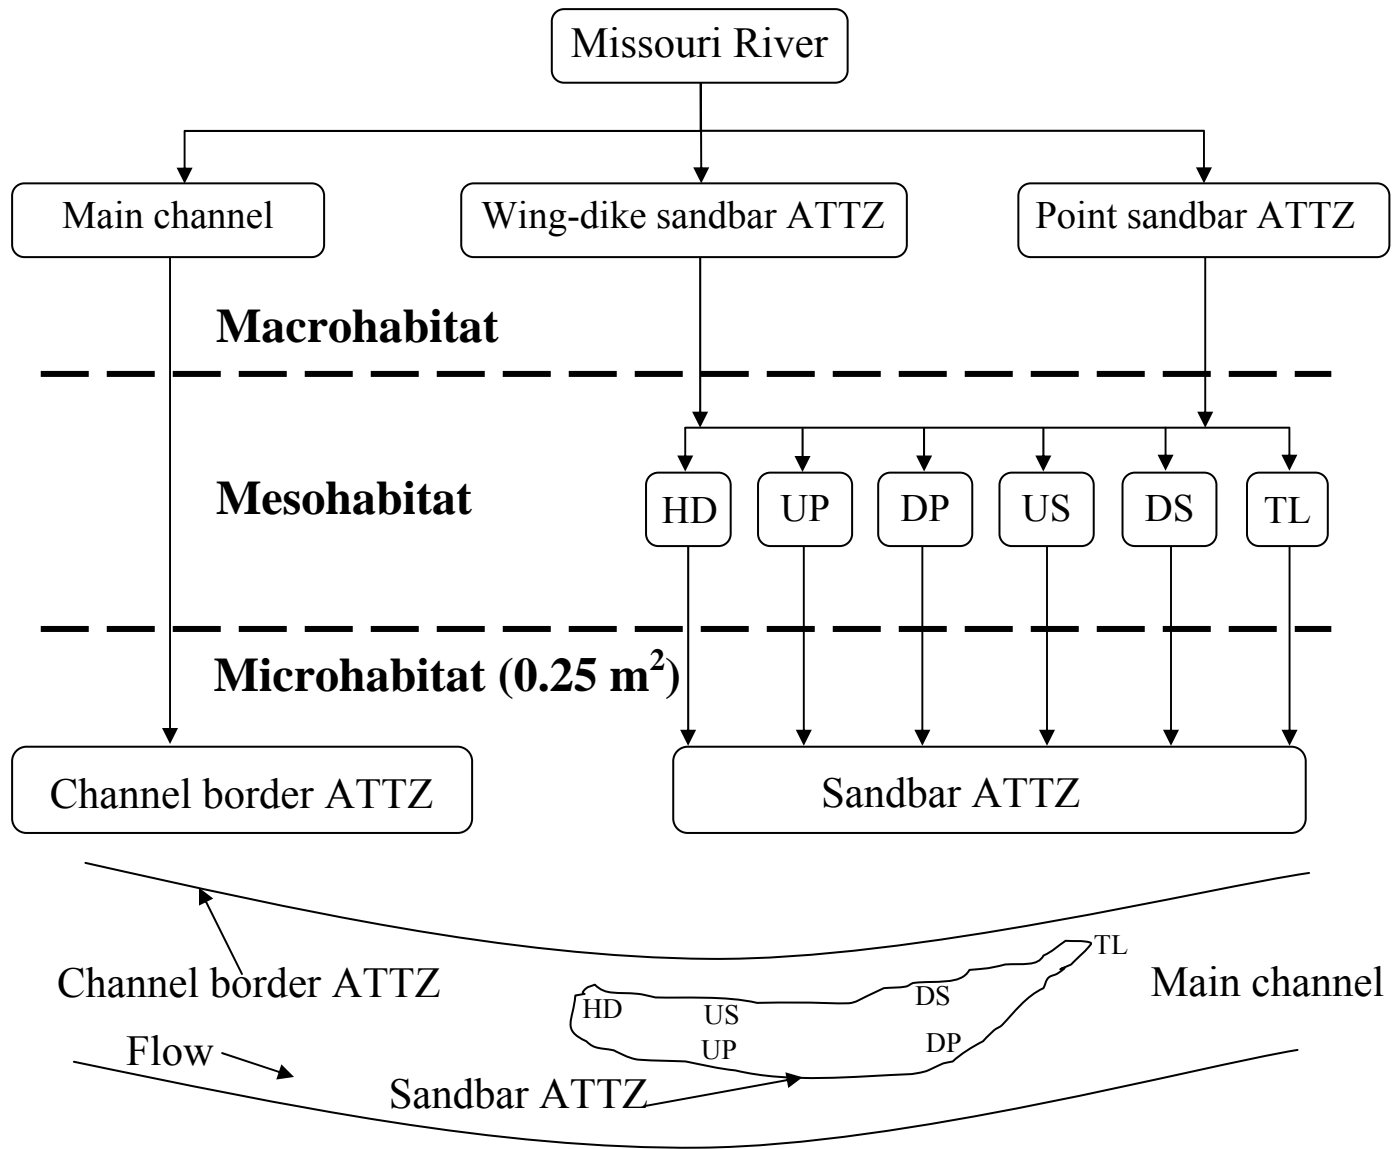 Missouri River
Main channel
Wing-dike sandbar ATTZ
Point sandbar ATTZ
Macrohabitat
Mesohabitat
HD
UP
DP
US
DS
TL
Microhabitat (0.25 m²)
Channel border ATTZ
Sandbar ATTZ
TL
Channel border ATTZ
Main channel
HD
US
DS
UP
DP
Flow
Sandbar ATTZ